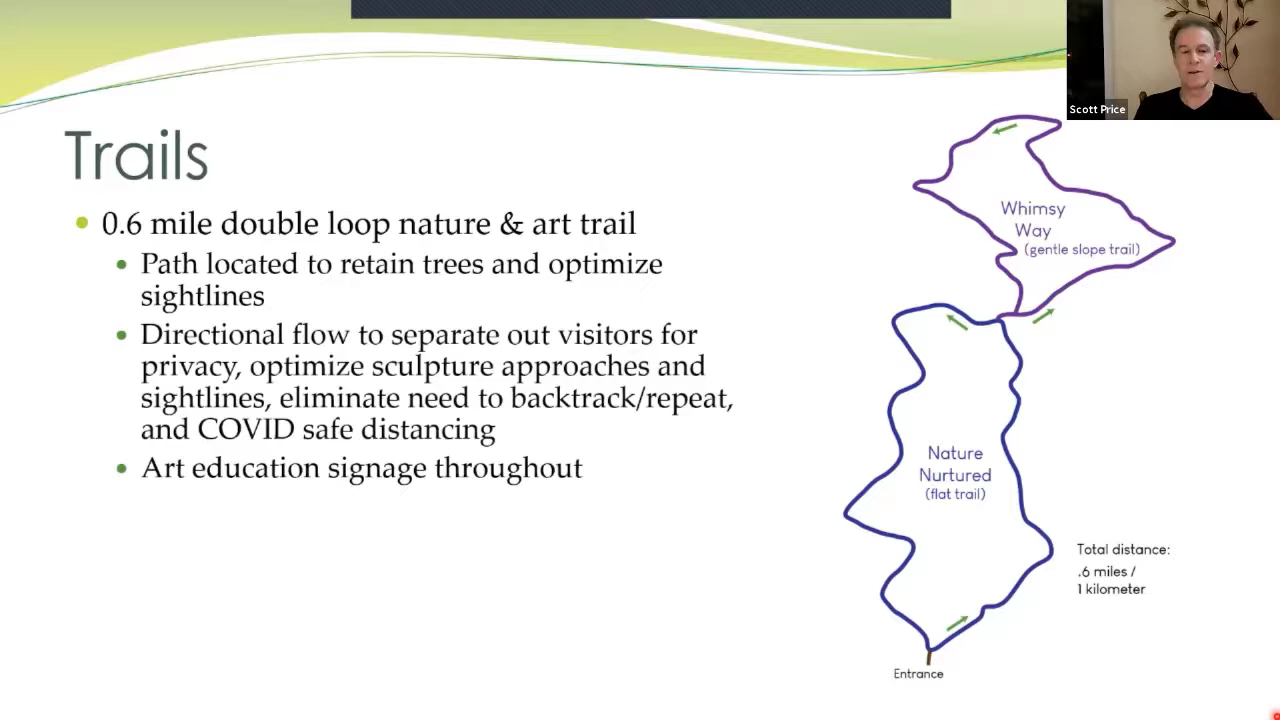 Scott Price
Trails
0.6 mile double loop nature & art trail
Path located to retain trees and optimize
sightlines
Directional flow to separate out visitors for
privacy, optimize sculpture approaches and
sightlines, eliminate need to backtrack/repeat,
and COVID safe distancing
Art education signage throughout
Whimsy
Way
(gentle slope trail)
Nature
Nurtured
(flat trail)
Total distance:
.6 miles /
1 kilometer
Entrance